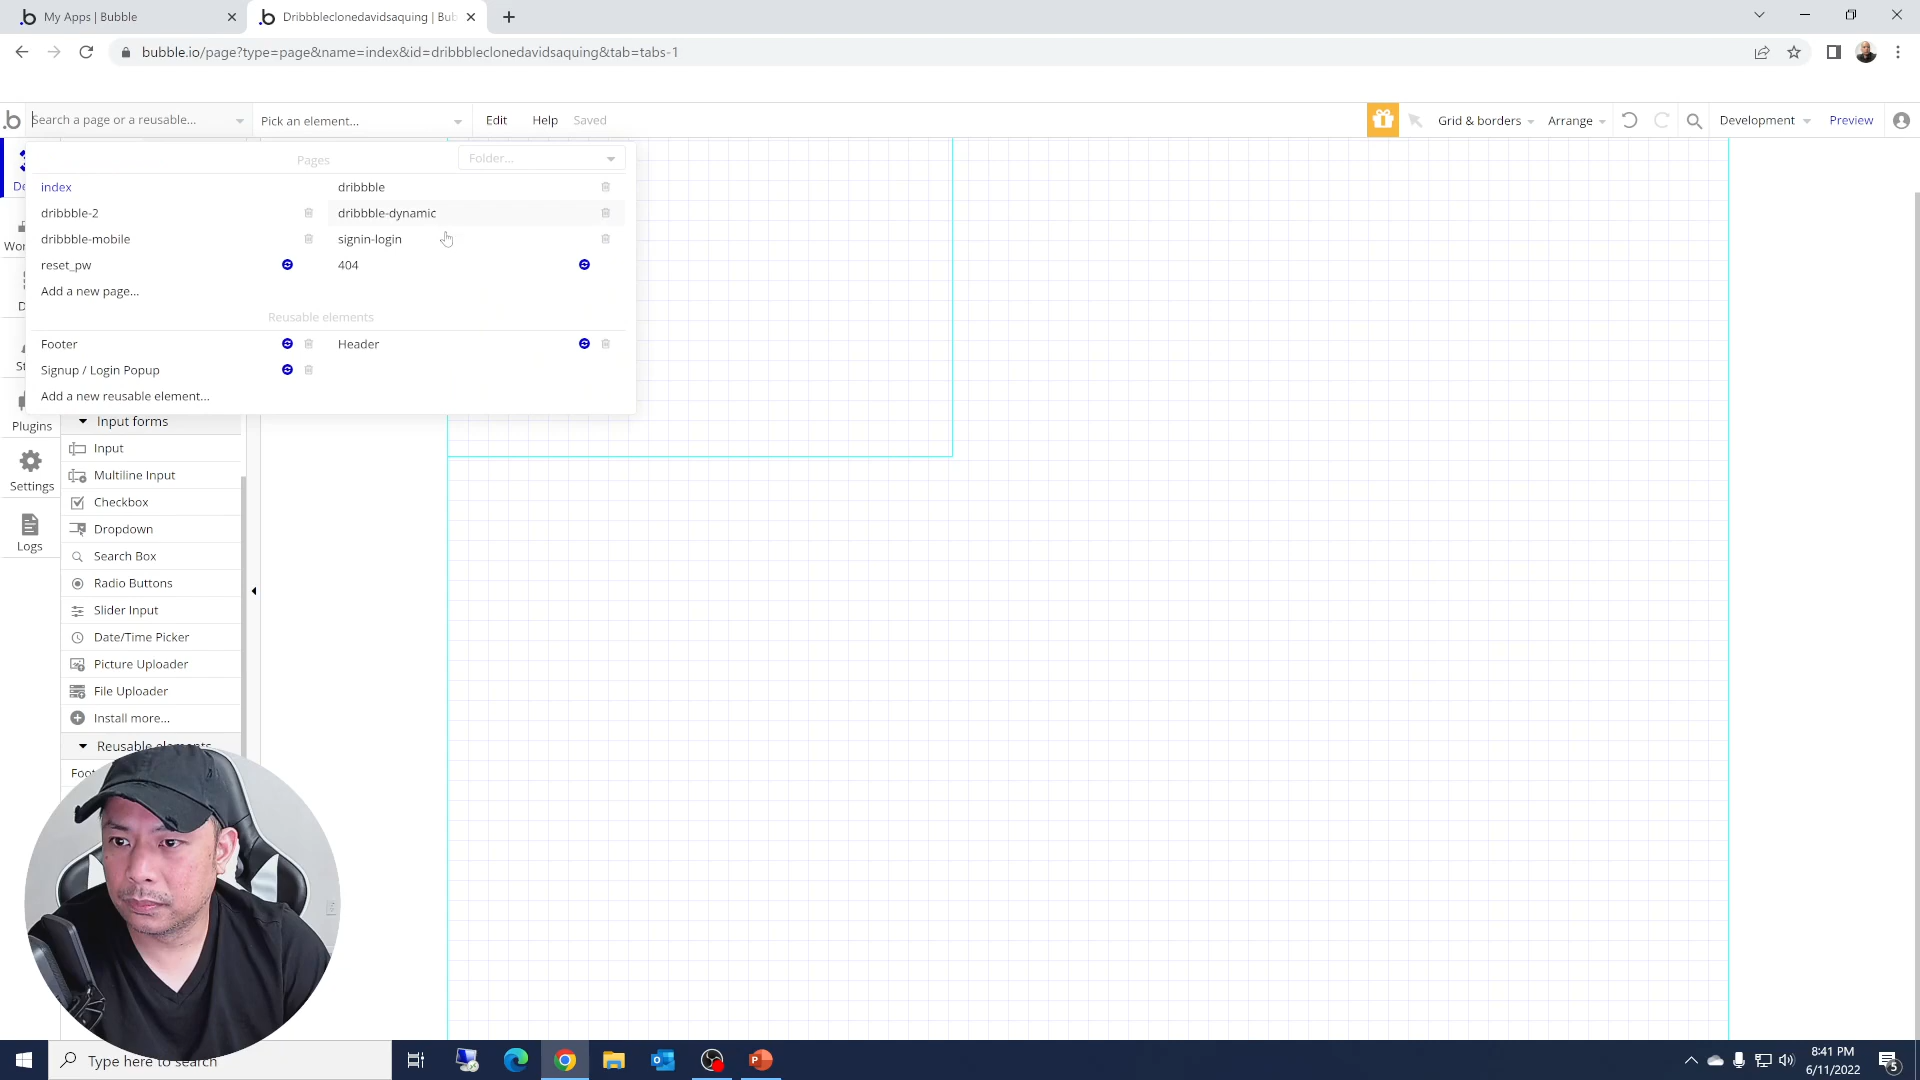 My Apps | Bubble
Dribbbleclonedavidsaquing | Bub
bubble.io/page?type=page&name=index&id=dribbbleclonedavidsaquing&tab=tabs-1
Search a page or a reusable...
Pick an element...
Edit
Help
Saved
Grid & borders
Arrange
Development
Preview
Pages
Folder...
index
dribbble
dribbble-2
dribbble-dynamic
dribbble-mobile
signin-login
reset_pw
404
Add a new page...
Reusable elements
Footer
Header
Signup / Login Popup
Add a new reusable element...
Plugins
Settings
Logs
Input forms
Input
Multiline Input
Checkbox
Dropdown
Search Box
Radio Buttons
Slider Input
Date/Time Picker
Picture Uploader
File Uploader
Install more...
Reusable elements
Type here to search
8:41 PM
6/11/2022
5